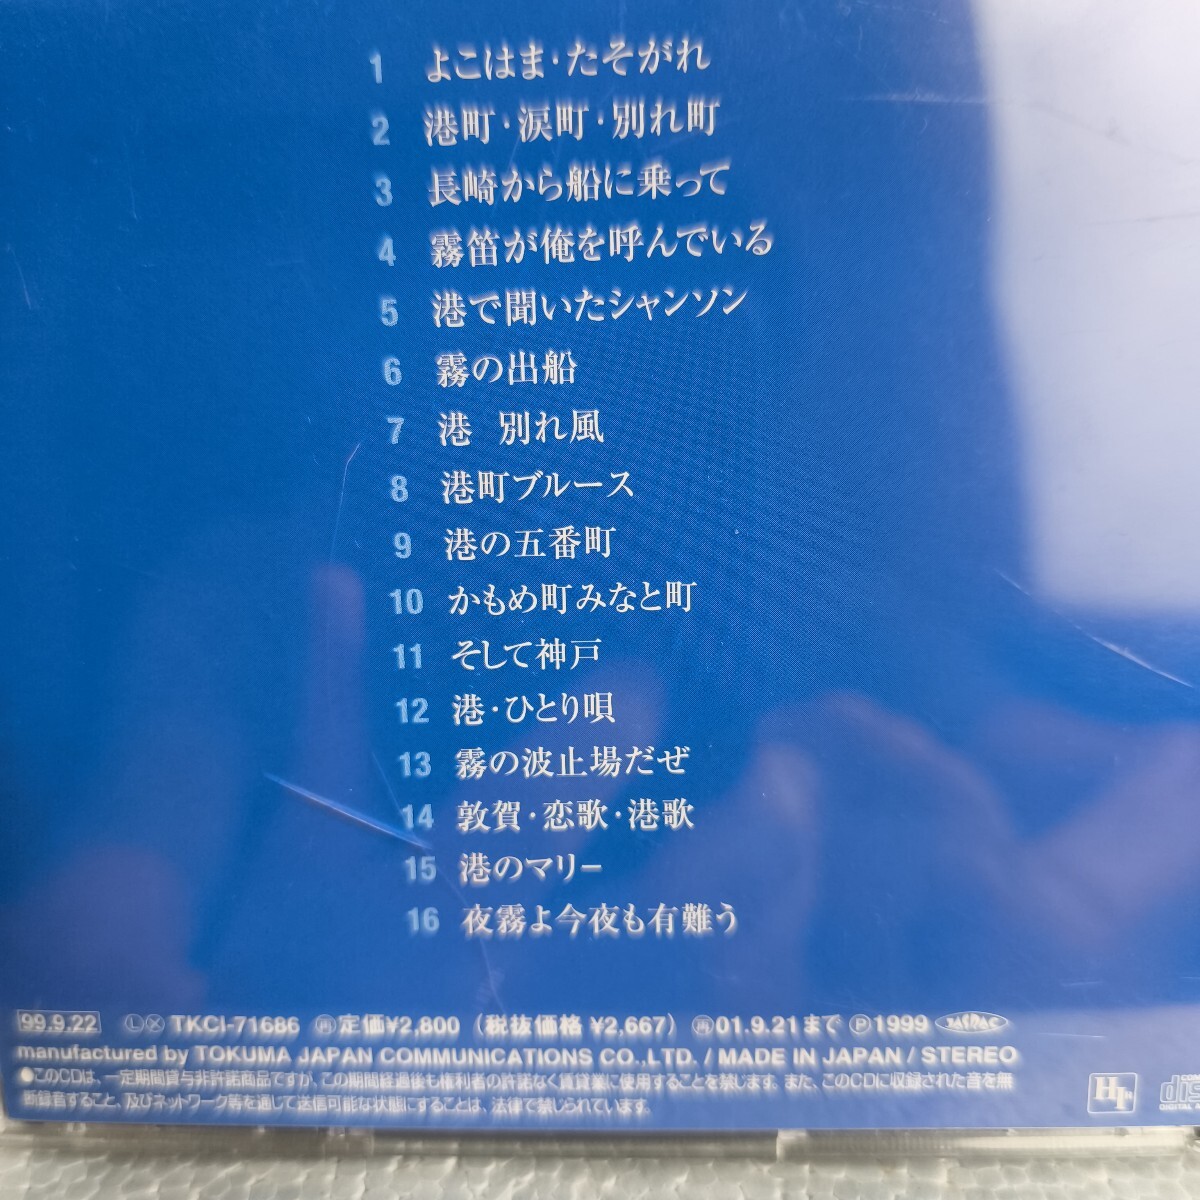 1 よこはま・たそがれ
2 港町・涙町・別れ町
3 長崎から船に乗って
4 霧笛が俺を呼んでいる
5 港で聞いたシャンソン
6 霧の出船
7 港 別れ風
8 港町ブルース
9 港の五番町
10 かもめ町みなと町
11 そして神戸
12 港・ひとり唄
13 霧の波止場だぜ
14 敦賀・恋歌・港歌
15 港のマリー
16 夜霧よ今夜も有難う
99.9.22 Ⓛ Ⓧ TKCI-71686 ㊐定価¥2,800 (税抜価格 ¥2,667) 01.9.21まで Ⓟ1999
manufactured by TOKUMA JAPAN COMMUNICATIONS CO.,LTD. / MADE IN JAPAN / STEREO
●このCDは、一定期間貸与非許諾商品ですが、この期間経過後も権利者の許諾なく賃貸業に使用することを禁じます。また、このCDに収録された音を無
断録音すること、及びネットワーク等を通じて送信可能な状態にすることは、法律で禁じられています。